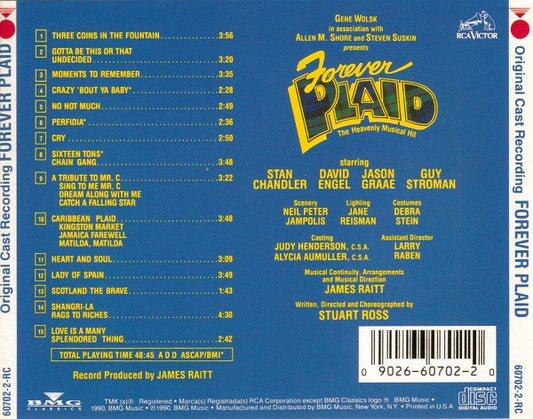 Original Cast Recording FOREVER PLAID
60702-2-RC
1 THREE COINS IN THE FOUNTAIN 3:56
2 GOTTA BE THIS OR THAT
UNDECIDED 3:20
3 MOMENTS TO REMEMBER 3:35
4 CRAZY 'BOUT YA BABY* 2:28
5 NO NOT MUCH 2:49
6 PERFIDIA* 3:37
7 CRY 2:50
8 SIXTEEN TONS*
CHAIN GANG 3:48
9 A TRIBUTE TO MR. C 3:22
SING TO ME MR. C
DREAM ALONG WITH ME
CATCH A FALLING STAR
10 CARIBBEAN PLAID 3:48
KINGSTON MARKET
JAMAICA FAREWELL
MATILDA, MATILDA
11 HEART AND SOUL 3:09
12 LADY OF SPAIN 3:49
13 SCOTLAND THE BRAVE 1:43
14 SHANGRI-LA
RAGS TO RICHES 4:30
15 LOVE IS A MANY
SPLENDORED THING 2:42
TOTAL PLAYING TIME 48:45 A D D ASCAP/BMI*
Record Produced by JAMES RAITT
GENE WOLSK
in association with
ALLEN M. SHORE and STEVEN SUSKIN
presents
RCA VICTOR
Forever
PLAID
The Heavenly Musical Hit
starring
STAN CHANDLER DAVID ENGEL JASON GRAAE GUY STROMAN
Scenery
NEIL PETER
JAMPOLIS
Lighting
JANE
REISMAN
Costumes
DEBRA
STEIN
Casting
JUDY HENDERSON, C.S.A.
ALYCIA AUMULLER, C.S.A.
Assistant Director
LARRY
RABEN
Musical Continuity, Arrangements
and Musical Direction
JAMES RAITT
Written, Directed and Choreographed by
STUART ROSS
0 9026-60702-2 0
BMG
CLASSICS
TMK(s) ® Registered • Marca(s) Registrada(s) RCA Corporation except BMG Classics logo ® BMG Music •
1990, BMG Music • ℗ 1990, BMG Music • Manufactured and Distributed by BMG Music, New York, N.Y. • Printed in U.S.A.
COMPACT
disc
DIGITAL AUDIO
Original Cast Recording FOREVER PLAID
60702-2-RC